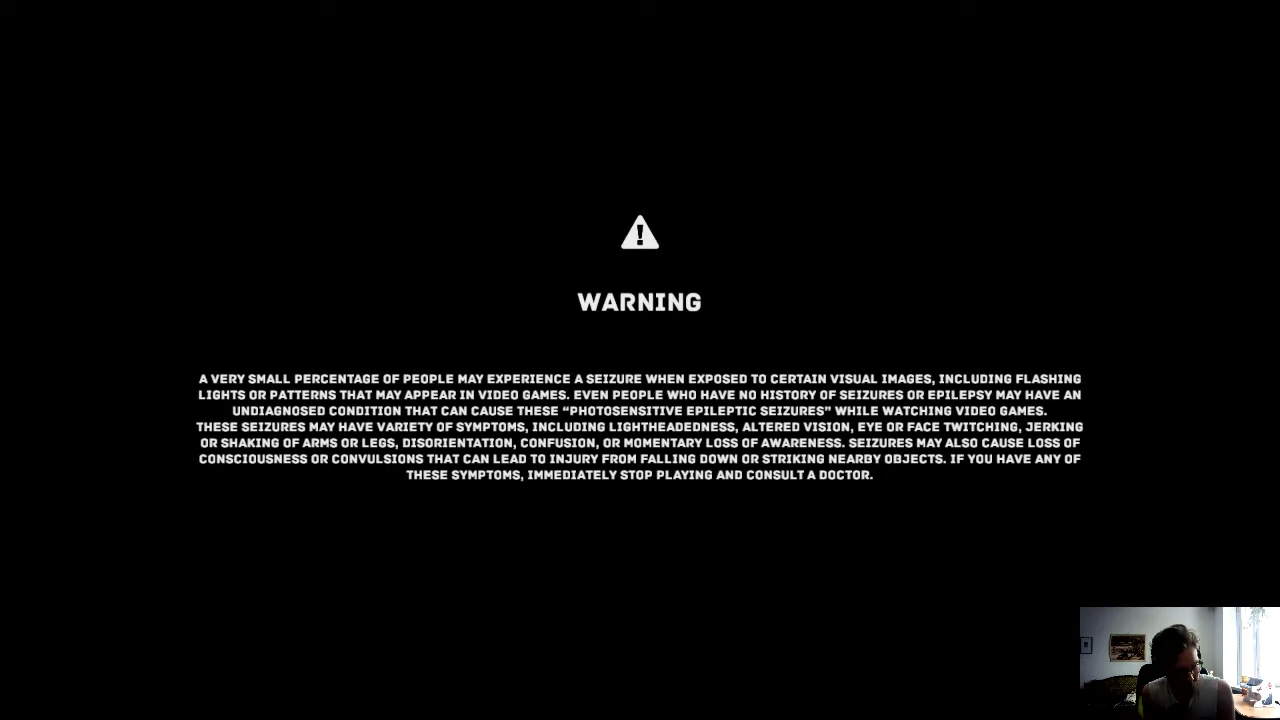 WARNING
A VERY SMALL PERCENTAGE OF PEOPLE MAY EXPERIENCE A SEIZURE WHEN EXPOSED TO CERTAIN VISUAL IMAGES, INCLUDING FLASHING
LIGHTS OR PATTERNS THAT MAY APPEAR IN VIDEO GAMES. EVEN PEOPLE WHO HAVE NO HISTORY OF SEIZURES OR EPILEPSY MAY HAVE AN
UNDIAGNOSED CONDITION THAT CAN CAUSE THESE “PHOTOSENSITIVE EPILEPTIC SEIZURES” WHILE WATCHING VIDEO GAMES.
THESE SEIZURES MAY HAVE VARIETY OF SYMPTOMS, INCLUDING LIGHTHEADEDNESS, ALTERED VISION, EYE OR FACE TWITCHING, JERKING
OR SHAKING OF ARMS OR LEGS, DISORIENTATION, CONFUSION, OR MOMENTARY LOSS OF AWARENESS. SEIZURES MAY ALSO CAUSE LOSS OF
CONSCIOUSNESS OR CONVULSIONS THAT CAN LEAD TO INJURY FROM FALLING DOWN OR STRIKING NEARBY OBJECTS. IF YOU HAVE ANY OF
THESE SYMPTOMS, IMMEDIATELY STOP PLAYING AND CONSULT A DOCTOR.